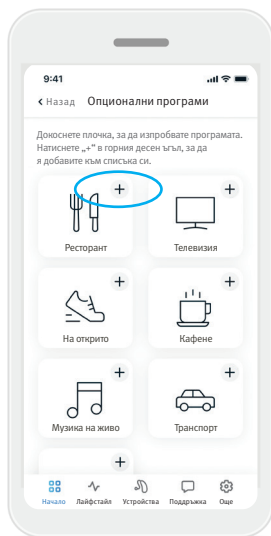 9:41
Назад Опционални програми
Докоснете плочка, за да изпробвате програмата.
Натиснете „+“ в горния десен ъгъл, за да
я добавите към списъка си.
+ +
Ресторант Телевизия
+ +
На открито Кафене
+ +
Музика на живо Транспорт
+
Начало Лайфстайл Устройства Поддръжка Още